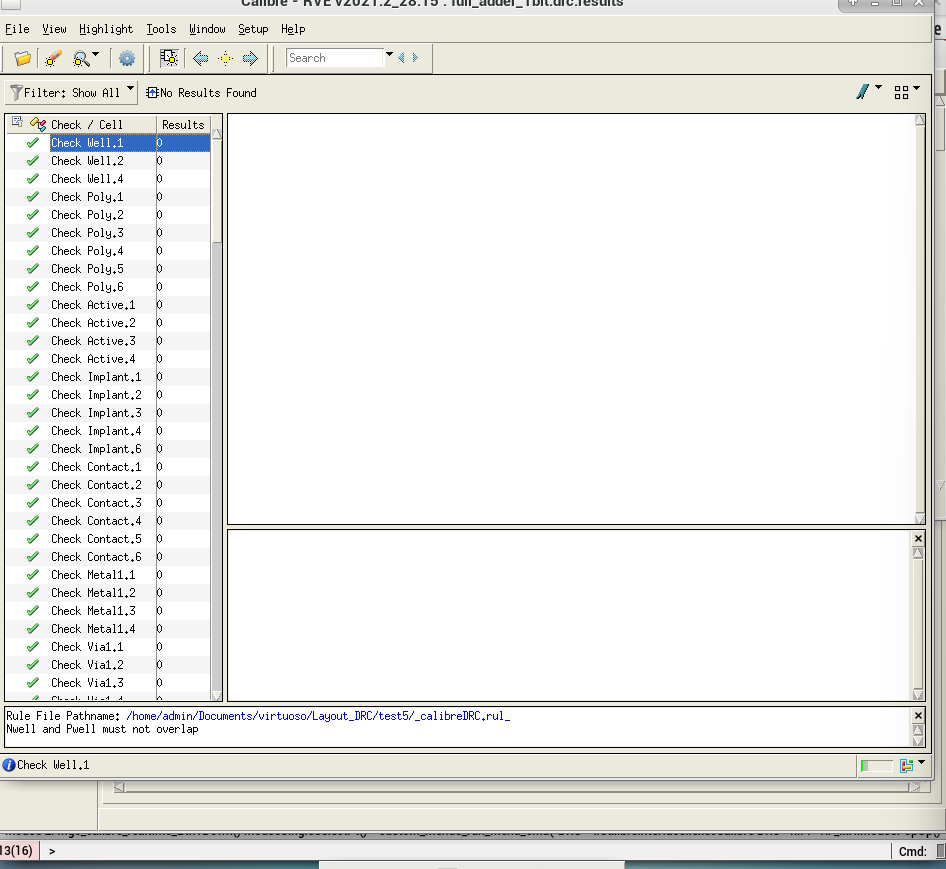 Calibre - RVE v2021.2_28.15 : full_adder_1bit.drc.results
File View Highlight Tools Window Setup Help
Search
Filter: Show All No Results Found
Check / Cell Results
Check Well.1 0
Check Well.2 0
Check Well.4 0
Check Poly.1 0
Check Poly.2 0
Check Poly.3 0
Check Poly.4 0
Check Poly.5 0
Check Poly.6 0
Check Active.1 0
Check Active.2 0
Check Active.3 0
Check Active.4 0
Check Implant.1 0
Check Implant.2 0
Check Implant.3 0
Check Implant.4 0
Check Implant.6 0
Check Contact.1 0
Check Contact.2 0
Check Contact.3 0
Check Contact.4 0
Check Contact.5 0
Check Contact.6 0
Check Metal1.1 0
Check Metal1.2 0
Check Metal1.3 0
Check Metal1.4 0
Check Via1.1 0
Check Via1.2 0
Check Via1.3 0
Check Via1.4 0
Rule File Pathname: /home/admin/Documents/virtuoso/Layout_DRC/test5/_calibreDRC.rul_
Nwell and Pwell must not overlap
Check Well.1
13(16) > Cmd: